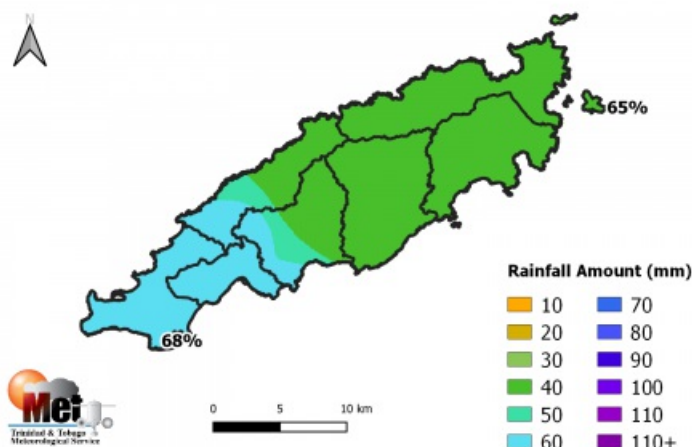 N
65%
68%
Rainfall Amount (mm)
10
20
30
40
50
60
70
80
90
100
110
110+
0 5 10 km
Met
Trinidad & Tobago
Meteorological Service